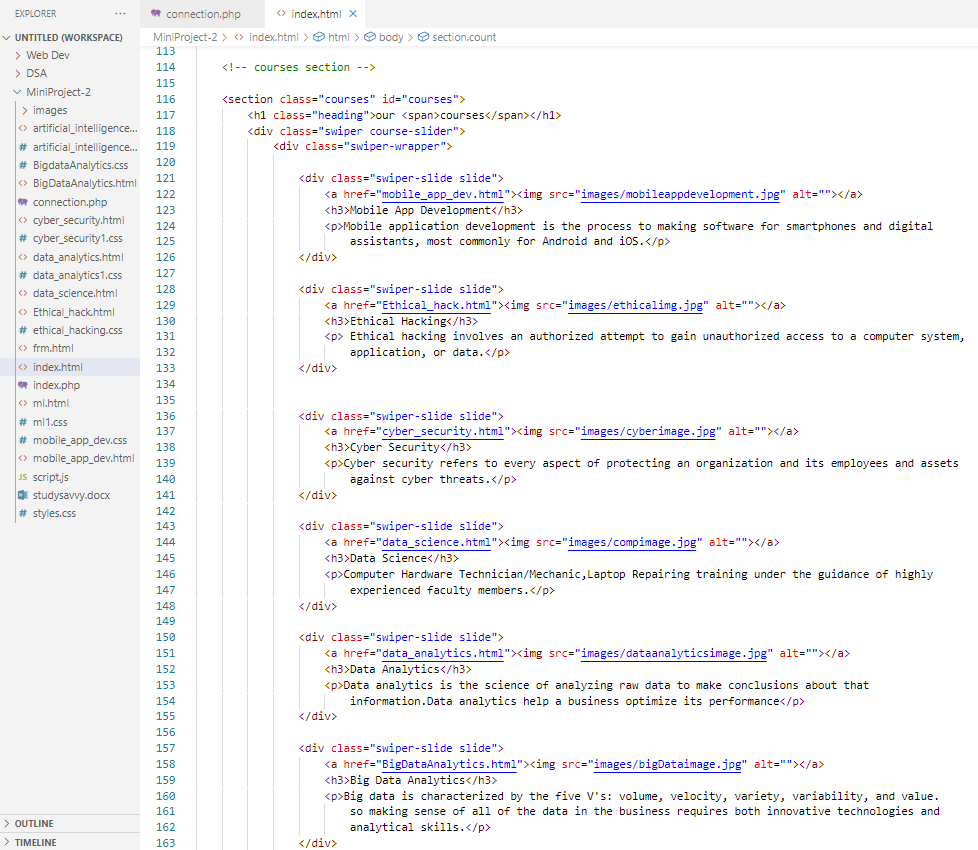 EXPLORER ···
UNTITLED (WORKSPACE)
Web Dev
DSA
MiniProject-2
images
artificial_intelligence...
artificial_intelligence...
BigdataAnalytics.css
BigDataAnalytics.html
connection.php
cyber_security.html
cyber_security1.css
data_analytics.html
data_analytics1.css
data_science.html
Ethical_hack.html
ethical_hacking.css
frm.html
index.html
index.php
ml.html
ml1.css
mobile_app_dev.css
mobile_app_dev.html
JS script.js
studysavvy.docx
styles.css
OUTLINE
TIMELINE
connection.php index.html
MiniProject-2 > index.html > html > body > section.count
113
114 <!-- courses section -->
115
116 <section class="courses" id="courses">
117 <h1 class="heading">our <span>courses</span></h1>
118 <div class="swiper course-slider">
119 <div class="swiper-wrapper">
120
121 <div class="swiper-slide slide">
122 <a href="mobile_app_dev.html"><img src="images/mobileappdevelopment.jpg" alt=""></a>
123 <h3>Mobile App Development</h3>
124 <p>Mobile application development is the process to making software for smartphones and digital
125 assistants, most commonly for Android and iOS.</p>
126 </div>
127
128 <div class="swiper-slide slide">
129 <a href="Ethical_hack.html"><img src="images/ethicalimg.jpg" alt=""></a>
130 <h3>Ethical Hacking</h3>
131 <p> Ethical hacking involves an authorized attempt to gain unauthorized access to a computer system,
132 application, or data.</p>
133 </div>
134
135
136 <div class="swiper-slide slide">
137 <a href="cyber_security.html"><img src="images/cyberimage.jpg" alt=""></a>
138 <h3>Cyber Security</h3>
139 <p>Cyber security refers to every aspect of protecting an organization and its employees and assets
140 against cyber threats.</p>
141 </div>
142
143 <div class="swiper-slide slide">
144 <a href="data_science.html"><img src="images/compimage.jpg" alt=""></a>
145 <h3>Data Science</h3>
146 <p>Computer Hardware Technician/Mechanic,Laptop Repairing training under the guidance of highly
147 experienced faculty members.</p>
148 </div>
149
150 <div class="swiper-slide slide">
151 <a href="data_analytics.html"><img src="images/dataanalyticsimage.jpg" alt=""></a>
152 <h3>Data Analytics</h3>
153 <p>Data analytics is the science of analyzing raw data to make conclusions about that
154 information.Data analytics help a business optimize its performance</p>
155 </div>
156
157 <div class="swiper-slide slide">
158 <a href="BigDataAnalytics.html"><img src="images/bigDataimage.jpg" alt=""></a>
159 <h3>Big Data Analytics</h3>
160 <p>Big data is characterized by the five V's: volume, velocity, variety, variability, and value.
161 so making sense of all of the data in the business requires both innovative technologies and
162 analytical skills.</p>
163 </div>